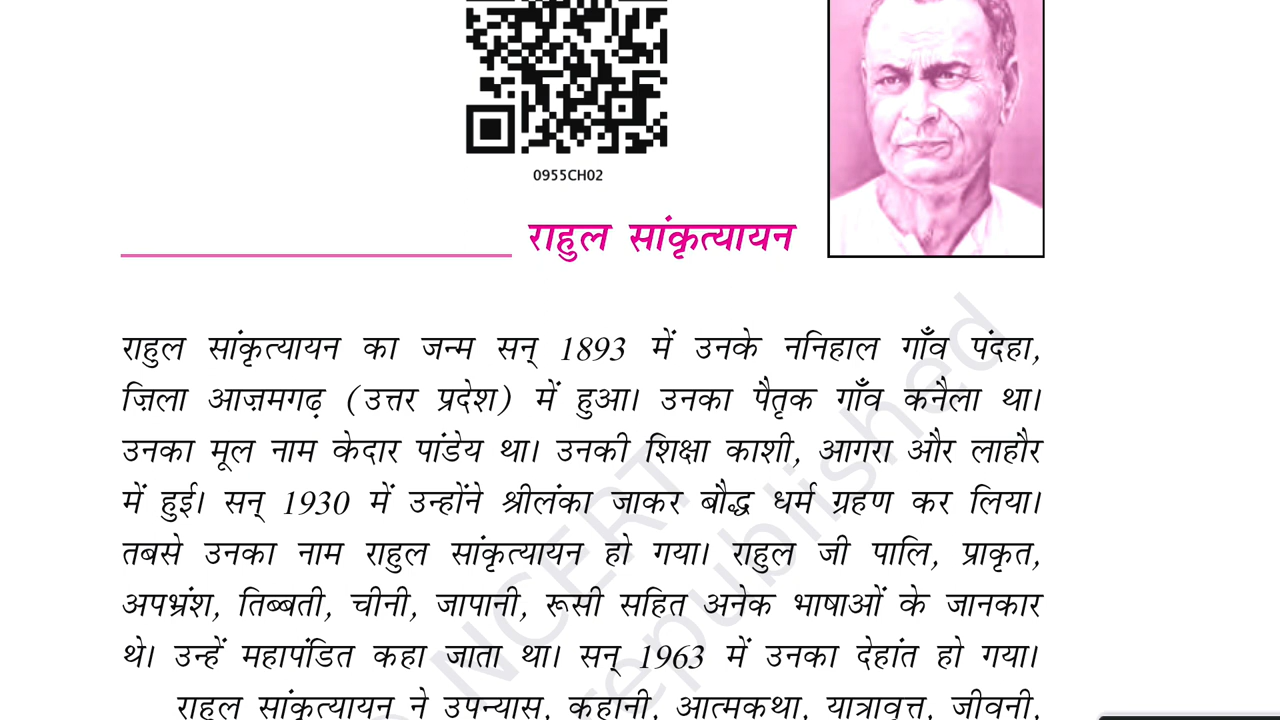 0955CH02
राहुल सांकृत्यायन
राहुल सांकृत्यायन का जन्म सन् 1893 में उनके ननिहाल गाँव पंदहा,
ज़िला आज़मगढ़ (उत्तर प्रदेश) में हुआ। उनका पैतृक गाँव कनैला था।
उनका मूल नाम केदार पांडेय था। उनकी शिक्षा काशी, आगरा और लाहौर
में हुई। सन् 1930 में उन्होंने श्रीलंका जाकर बौद्ध धर्म ग्रहण कर लिया।
तबसे उनका नाम राहुल सांकृत्यायन हो गया। राहुल जी पालि, प्राकृत,
अपभ्रंश, तिब्बती, चीनी, जापानी, रूसी सहित अनेक भाषाओं के जानकार
थे। उन्हें महापंडित कहा जाता था। सन् 1963 में उनका देहांत हो गया।
राहुल सांकृत्यायन ने उपन्यास, कहानी, आत्मकथा, यात्रावृत्त, जीवनी,
NCERT
republished